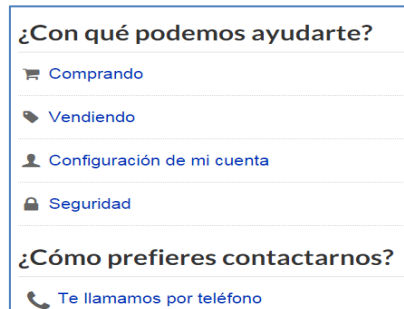 ¿Con qué podemos ayudarte?
Comprando
Vendiendo
Configuración de mi cuenta
Seguridad
¿Cómo prefieres contactarnos?
Te llamamos por teléfono